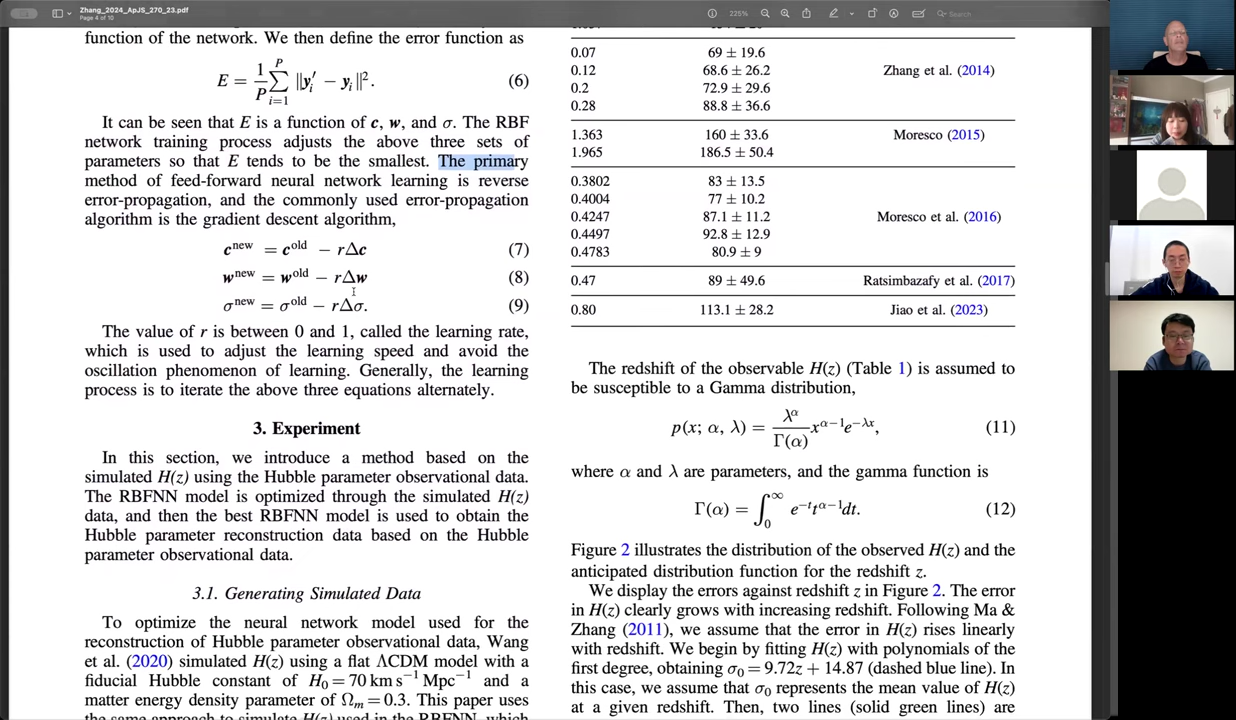 Zhang_2024_ApJS_270_23.pdf
Page 4 of 10
225%
Search
function of the network. We then define the error function as
E = 1/P ∑_{i=1}^{P} ||y′_i − y_i||². (6)
It can be seen that E is a function of c, w, and σ. The RBF
network training process adjusts the above three sets of
parameters so that E tends to be the smallest. The primary
method of feed-forward neural network learning is reverse
error-propagation, and the commonly used error-propagation
algorithm is the gradient descent algorithm,
c^new = c^old − rΔc (7)
w^new = w^old − rΔw (8)
σ^new = σ^old − rΔσ. (9)
The value of r is between 0 and 1, called the learning rate,
which is used to adjust the learning speed and avoid the
oscillation phenomenon of learning. Generally, the learning
process is to iterate the above three equations alternately.
3. Experiment
In this section, we introduce a method based on the
simulated H(z) using the Hubble parameter observational data.
The RBFNN model is optimized through the simulated H(z)
data, and then the best RBFNN model is used to obtain the
Hubble parameter reconstruction data based on the Hubble
parameter observational data.
3.1. Generating Simulated Data
To optimize the neural network model used for the
reconstruction of Hubble parameter observational data, Wang
et al. (2020) simulated H(z) using a flat ΛCDM model with a
fiducial Hubble constant of H₀ = 70 km s⁻¹ Mpc⁻¹ and a
matter energy density parameter of Ωₘ = 0.3. This paper uses
0.07 69 ± 19.6
0.12 68.6 ± 26.2 Zhang et al. (2014)
0.2 72.9 ± 29.6
0.28 88.8 ± 36.6
1.363 160 ± 33.6 Moresco (2015)
1.965 186.5 ± 50.4
0.3802 83 ± 13.5
0.4004 77 ± 10.2
0.4247 87.1 ± 11.2 Moresco et al. (2016)
0.4497 92.8 ± 12.9
0.4783 80.9 ± 9
0.47 89 ± 49.6 Ratsimbazafy et al. (2017)
0.80 113.1 ± 28.2 Jiao et al. (2023)
The redshift of the observable H(z) (Table 1) is assumed to
be susceptible to a Gamma distribution,
p(x; α, λ) = λ^α/Γ(α) x^{α−1}e^{−λx}, (11)
where α and λ are parameters, and the gamma function is
Γ(α) = ∫_0^∞ e^{−t}t^{α−1}dt. (12)
Figure 2 illustrates the distribution of the observed H(z) and the
anticipated distribution function for the redshift z.
We display the errors against redshift z in Figure 2. The error
in H(z) clearly grows with increasing redshift. Following Ma &
Zhang (2011), we assume that the error in H(z) rises linearly
with redshift. We begin by fitting H(z) with polynomials of the
first degree, obtaining σ₀ = 9.72z + 14.87 (dashed blue line). In
this case, we assume that σ₀ represents the mean value of H(z)
at a given redshift. Then, two lines (solid green lines) are